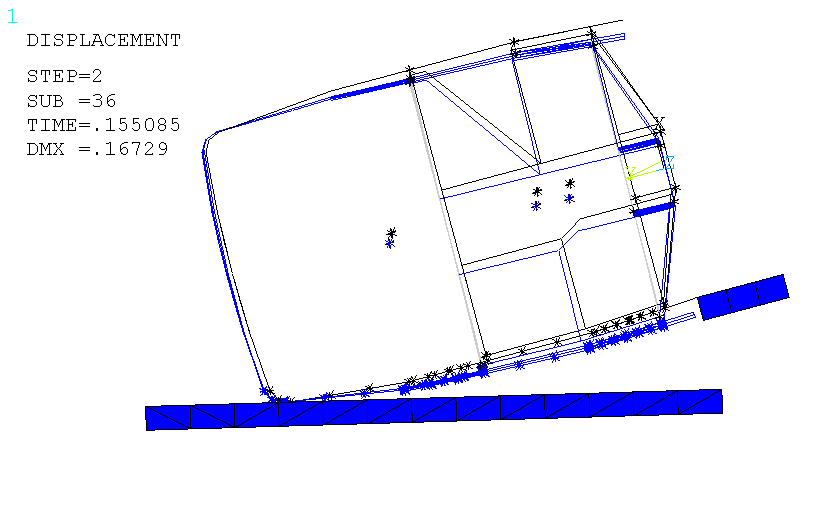 1
DISPLACEMENT
STEP=2
SUB =36
TIME=.155085
DMX =.16729
Y
Z
X